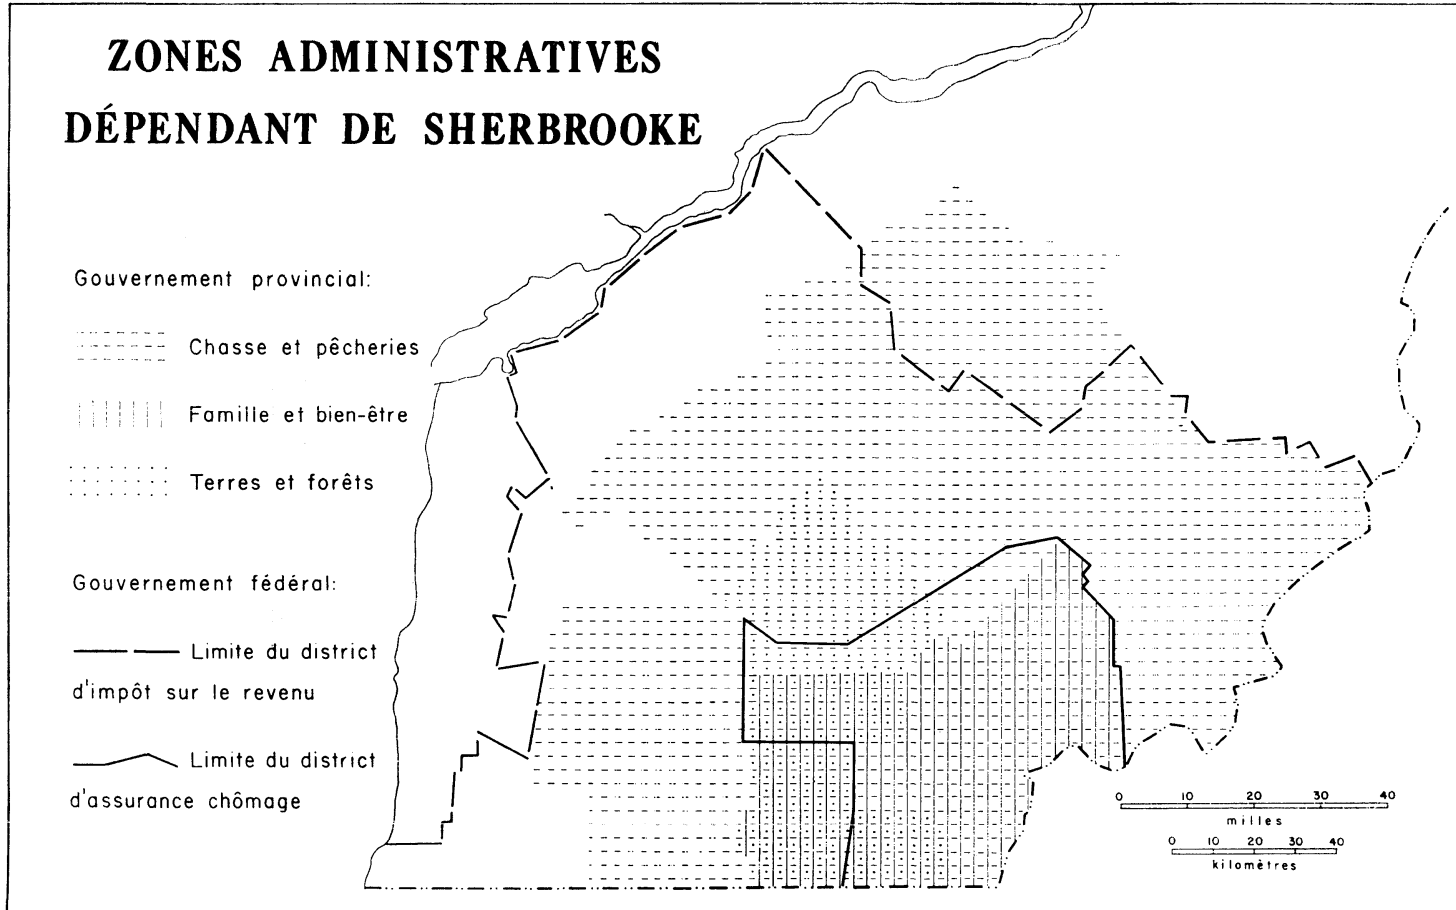 ZONES ADMINISTRATIVES
DÉPENDANT DE SHERBROOKE
Gouvernement provincial:
Chasse et pêcheries
Famille et bien-être
Terres et forêts
Gouvernement fédéral:
Limite du district
d'impôt sur le revenu
Limite du district
d'assurance chômage
0 10 20 30 40
milles
0 10 20 30 40
kilomètres